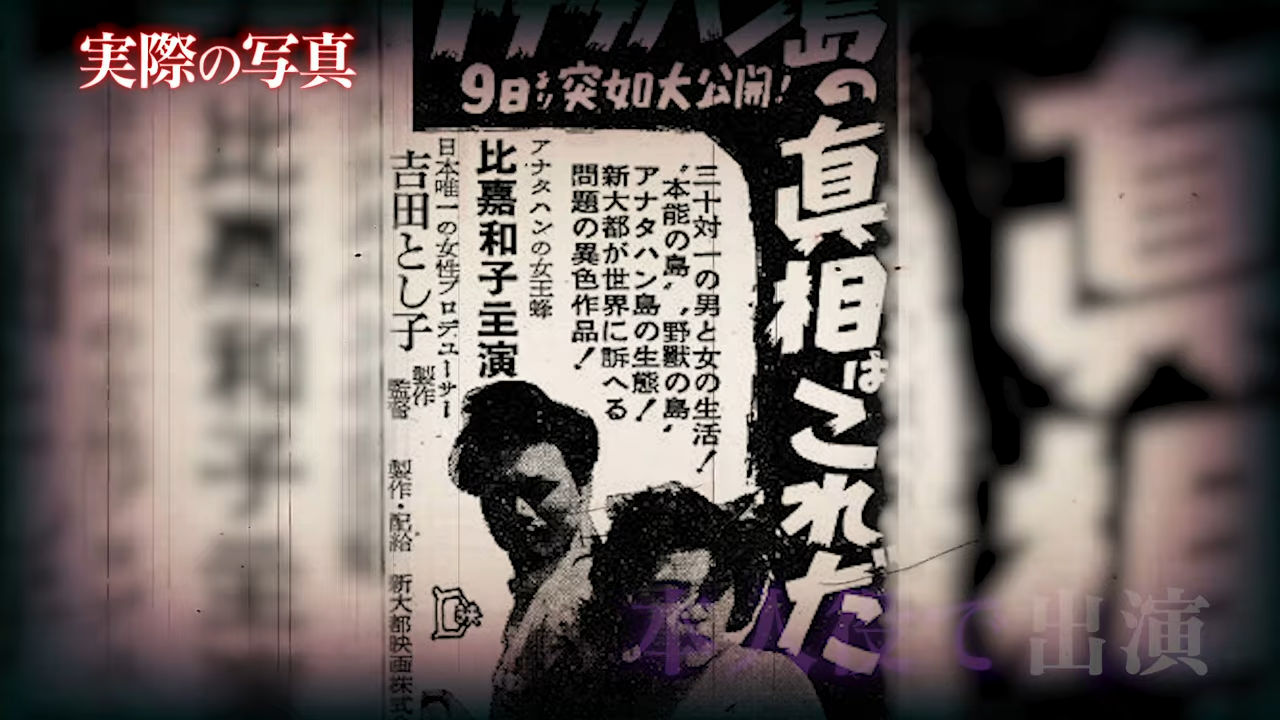 実際の写真
アナタハン島の真相はこれだ
9日より突如大公開!
三十対一の男と女の生活!
〝本能の島〟〝野獣の島〟
アナタハン島の生態!
新大都が世界に訴へる
問題の異色作品!
アナタハンの女王蜂
比嘉和子主演
日本唯一の女性プロデューサー
吉田とし子
製作
監督
製作・配給 新大都映画株式
出演